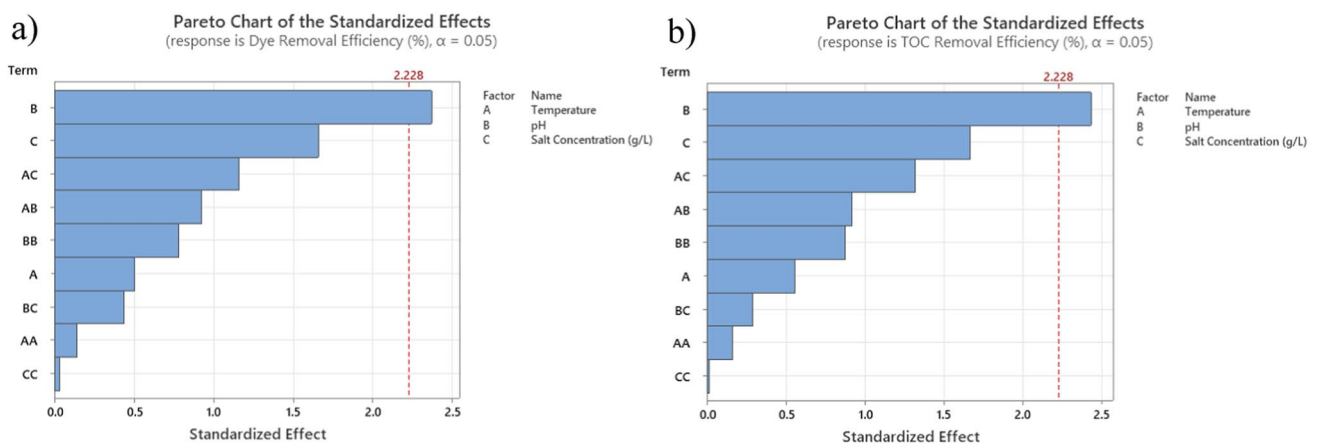 a)
Pareto Chart of the Standardized Effects
(response is Dye Removal Efficiency (%), α = 0.05)
Term
2.228
Factor Name
A Temperature
B pH
C Salt Concentration (g/L)
B
C
AC
AB
BB
A
BC
AA
CC
0.0 0.5 1.0 1.5 2.0 2.5
Standardized Effect
b)
Pareto Chart of the Standardized Effects
(response is TOC Removal Efficiency (%), α = 0.05)
Term
2.228
Factor Name
A Temperature
B pH
C Salt Concentration (g/L)
B
C
AC
AB
BB
A
BC
AA
CC
0.0 0.5 1.0 1.5 2.0 2.5
Standardized Effect